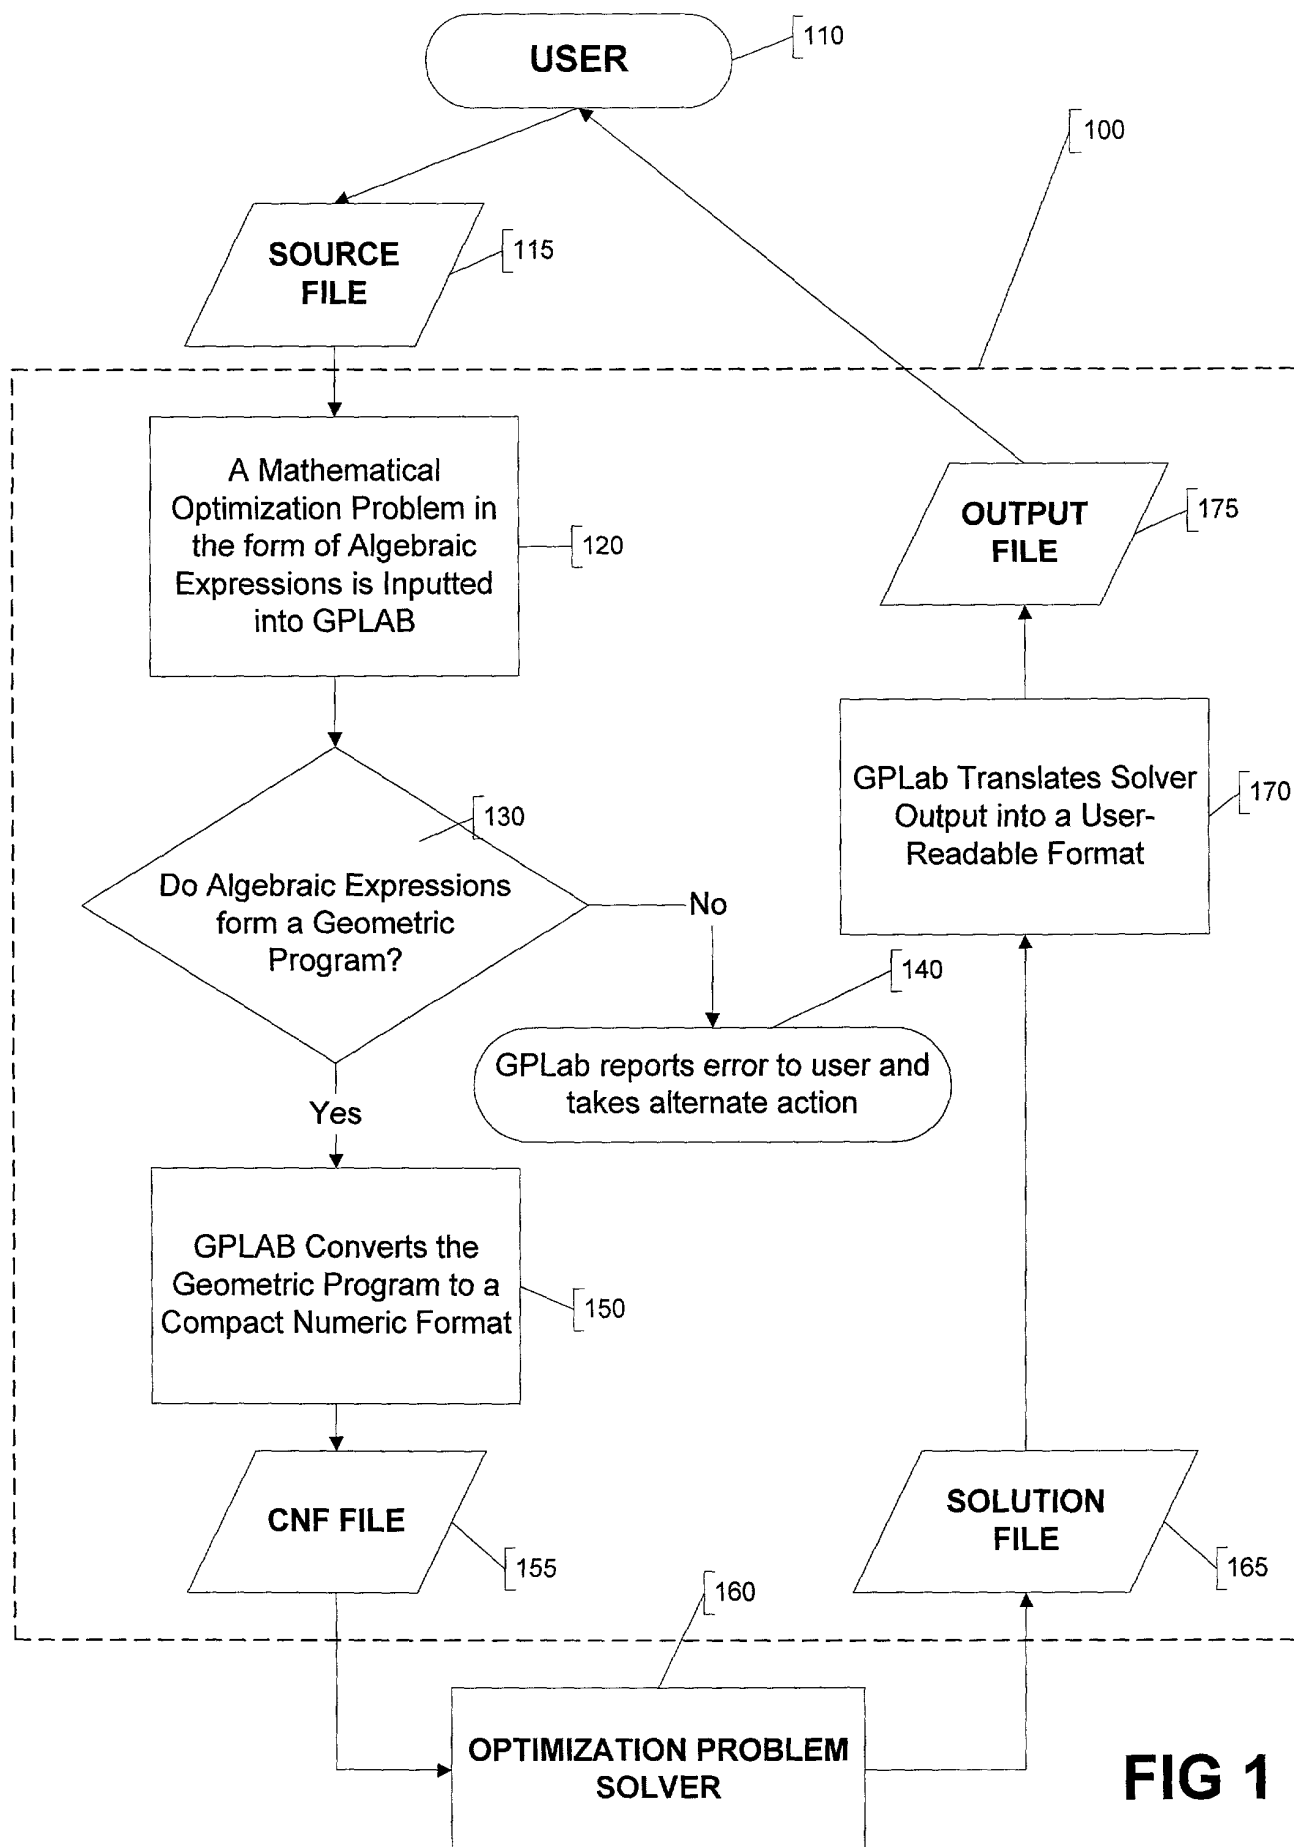 USER
110
100
SOURCE
FILE
115
A Mathematical
Optimization Problem in
the form of Algebraic
Expressions is Inputted
into GPLAB
120
OUTPUT
FILE
175
130
Do Algebraic Expressions
form a Geometric
Program?
No
GPLab Translates Solver
Output into a User-
Readable Format
170
140
GPLab reports error to user and
takes alternate action
Yes
GPLAB Converts the
Geometric Program to a
Compact Numeric Format
150
CNF FILE
155
SOLUTION
FILE
165
160
OPTIMIZATION PROBLEM
SOLVER
FIG 1